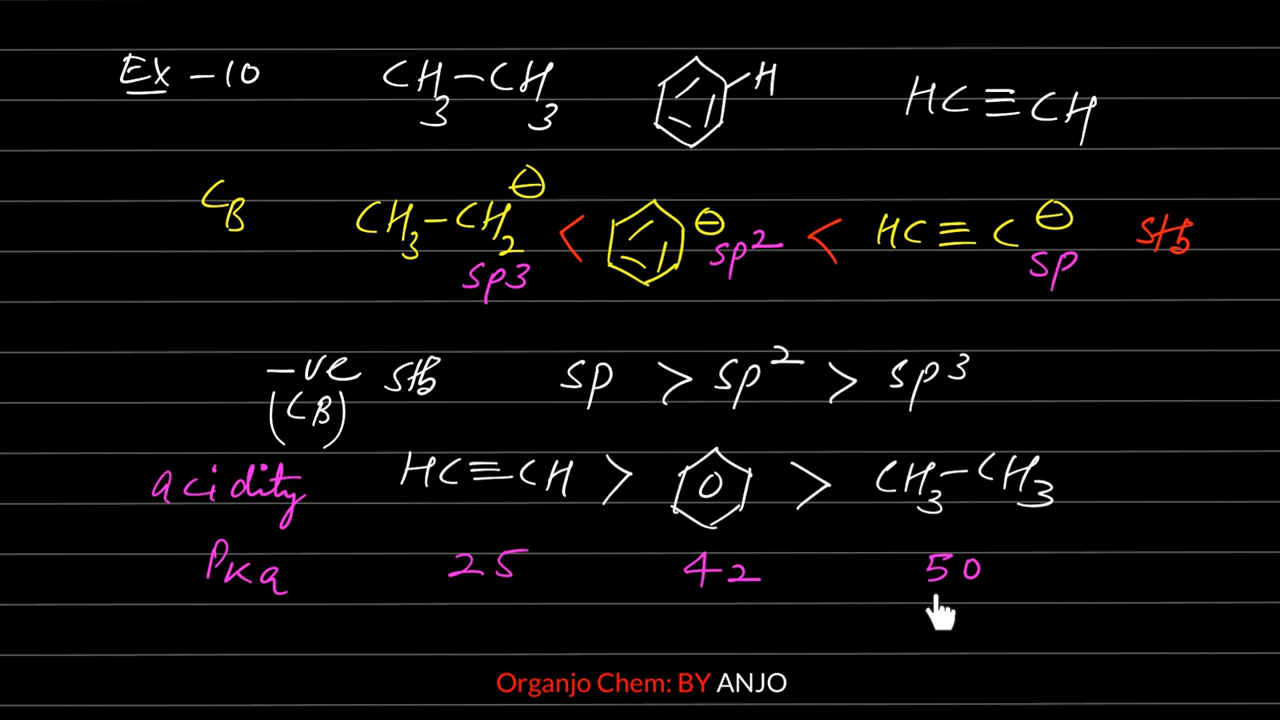 Ex - 10 CH3-CH3 H HC≡CH
CB CH3-CH2⊖ < ⊖ sp2 < HC≡C⊖ stb
sp3 sp
-ve stb sp > sp2 > sp3
(CB)
acidity HC≡CH > > CH3-CH3
Pka 25 42 50
Organjo Chem: BY ANJO